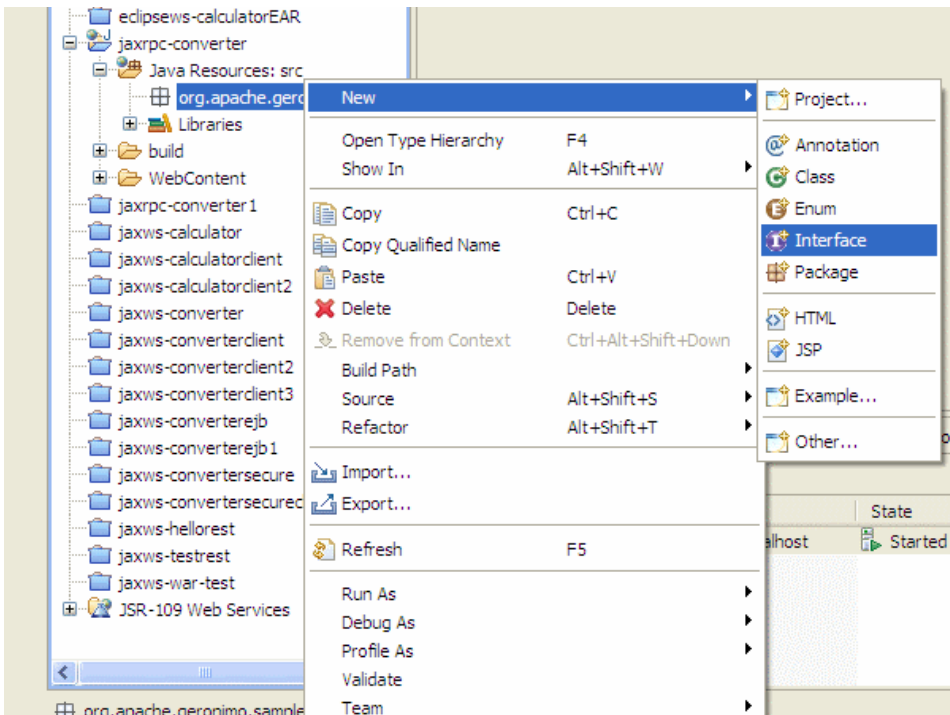 eclipsews-calculatorEAR
jaxrpc-converter
Java Resources: src
org.apache.gerc
Libraries
build
WebContent
jaxrpc-converter1
jaxws-calculator
jaxws-calculatorclient
jaxws-calculatorclient2
jaxws-converter
jaxws-converterclient
jaxws-converterclient2
jaxws-converterclient3
jaxws-converterejb
jaxws-converterejb1
jaxws-convertersecure
jaxws-convertersecurecl
jaxws-hellorest
jaxws-testrest
jaxws-war-test
JSR-109 Web Services
org.apache.geronimo.sample
New
Open Type Hierarchy F4
Show In Alt+Shift+W
Copy Ctrl+C
Copy Qualified Name
Paste Ctrl+V
Delete Delete
Remove from Context Ctrl+Alt+Shift+Down
Build Path
Source Alt+Shift+S
Refactor Alt+Shift+T
Import...
Export...
Refresh F5
Run As
Debug As
Profile As
Validate
Team
Project...
Annotation
Class
Enum
Interface
Package
HTML
JSP
Example...
Other...
State
alhost Started